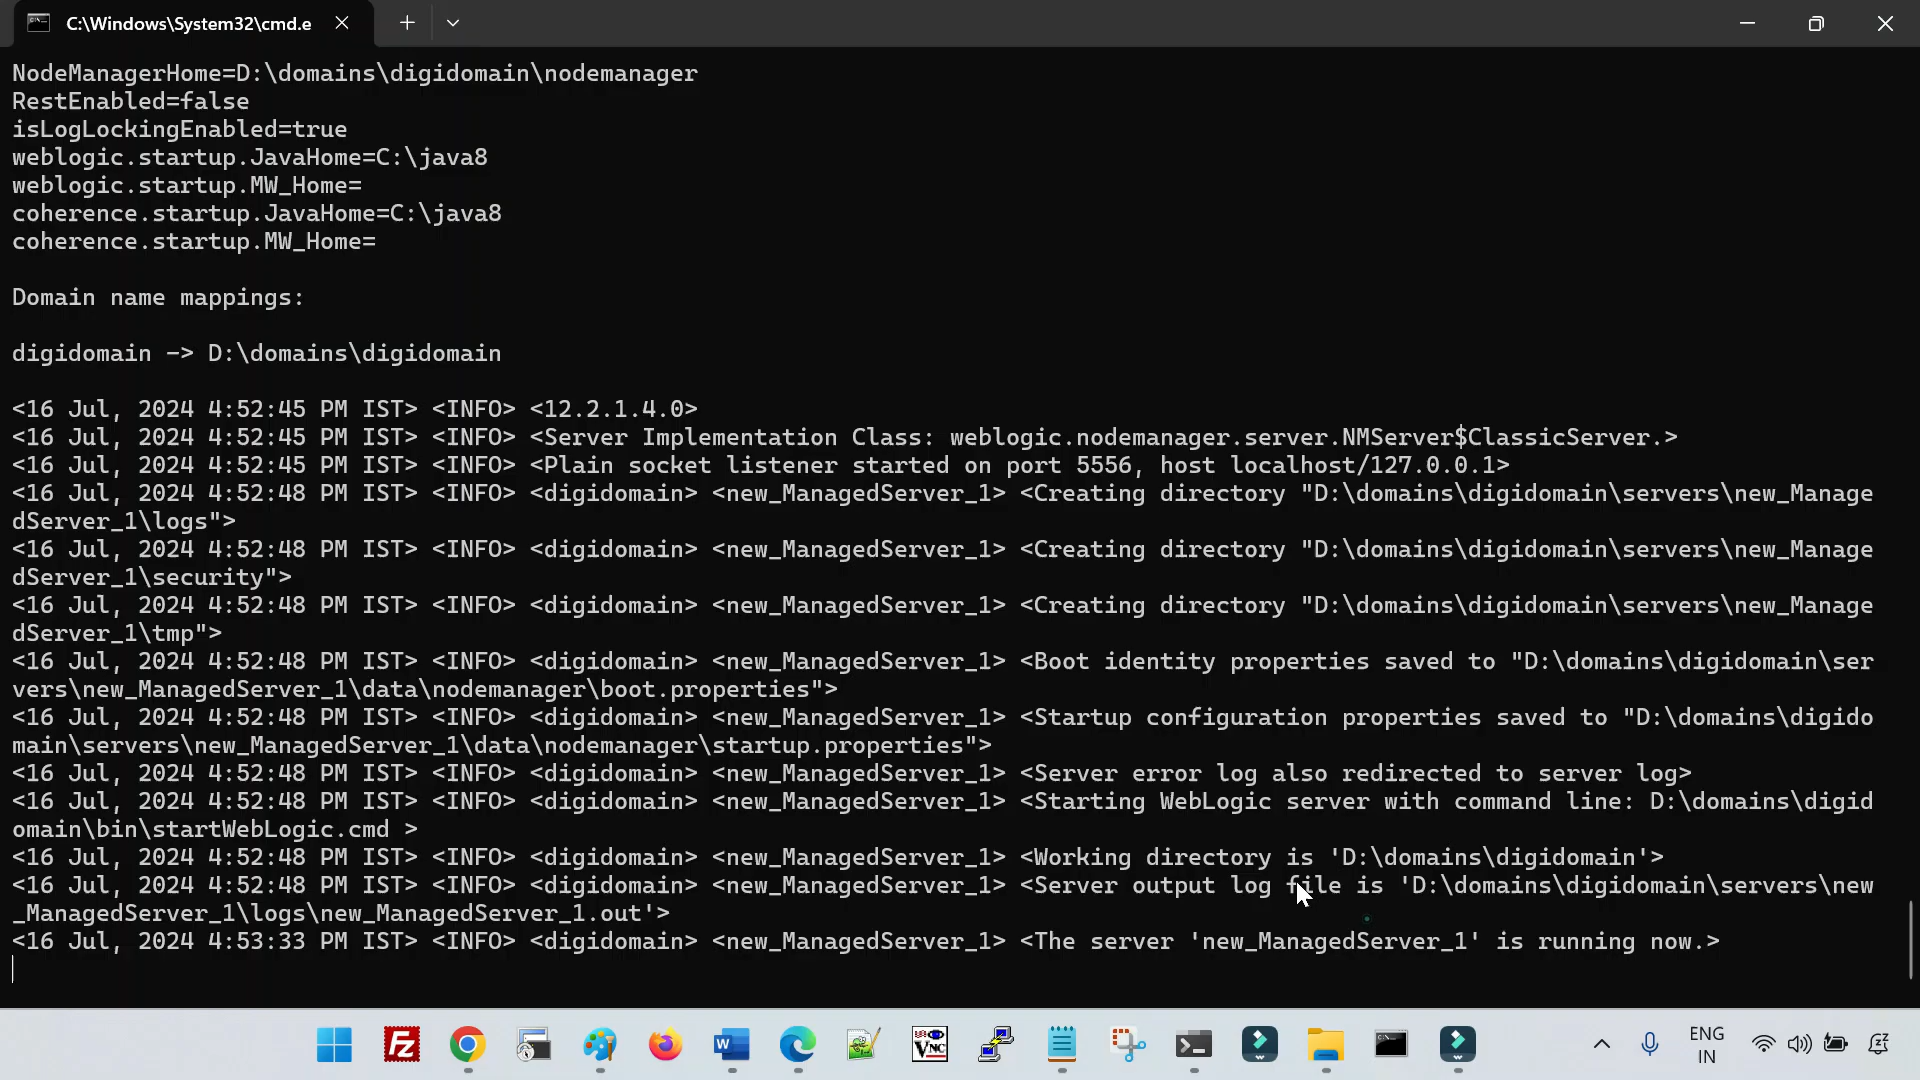 C:\Windows\System32\cmd.e
NodeManagerHome=D:\domains\digidomain\nodemanager
RestEnabled=false
isLogLockingEnabled=true
weblogic.startup.JavaHome=C:\java8
weblogic.startup.MW_Home=
coherence.startup.JavaHome=C:\java8
coherence.startup.MW_Home=
Domain name mappings:
digidomain -> D:\domains\digidomain
<16 Jul, 2024 4:52:45 PM IST> <INFO> <12.2.1.4.0>
<16 Jul, 2024 4:52:45 PM IST> <INFO> <Server Implementation Class: weblogic.nodemanager.server.NMServer$ClassicServer.>
<16 Jul, 2024 4:52:45 PM IST> <INFO> <Plain socket listener started on port 5556, host localhost/127.0.0.1>
<16 Jul, 2024 4:52:48 PM IST> <INFO> <digidomain> <new_ManagedServer_1> <Creating directory "D:\domains\digidomain\servers\new_Manage
dServer_1\logs">
<16 Jul, 2024 4:52:48 PM IST> <INFO> <digidomain> <new_ManagedServer_1> <Creating directory "D:\domains\digidomain\servers\new_Manage
dServer_1\security">
<16 Jul, 2024 4:52:48 PM IST> <INFO> <digidomain> <new_ManagedServer_1> <Creating directory "D:\domains\digidomain\servers\new_Manage
dServer_1\tmp">
<16 Jul, 2024 4:52:48 PM IST> <INFO> <digidomain> <new_ManagedServer_1> <Boot identity properties saved to "D:\domains\digidomain\ser
vers\new_ManagedServer_1\data\nodemanager\boot.properties">
<16 Jul, 2024 4:52:48 PM IST> <INFO> <digidomain> <new_ManagedServer_1> <Startup configuration properties saved to "D:\domains\digido
main\servers\new_ManagedServer_1\data\nodemanager\startup.properties">
<16 Jul, 2024 4:52:48 PM IST> <INFO> <digidomain> <new_ManagedServer_1> <Server error log also redirected to server log>
<16 Jul, 2024 4:52:48 PM IST> <INFO> <digidomain> <new_ManagedServer_1> <Starting WebLogic server with command line: D:\domains\digid
omain\bin\startWebLogic.cmd >
<16 Jul, 2024 4:52:48 PM IST> <INFO> <digidomain> <new_ManagedServer_1> <Working directory is 'D:\domains\digidomain'>
<16 Jul, 2024 4:52:48 PM IST> <INFO> <digidomain> <new_ManagedServer_1> <Server output log file is 'D:\domains\digidomain\servers\new
_ManagedServer_1\logs\new_ManagedServer_1.out'>
<16 Jul, 2024 4:53:33 PM IST> <INFO> <digidomain> <new_ManagedServer_1> <The server 'new_ManagedServer_1' is running now.>
ENG
IN